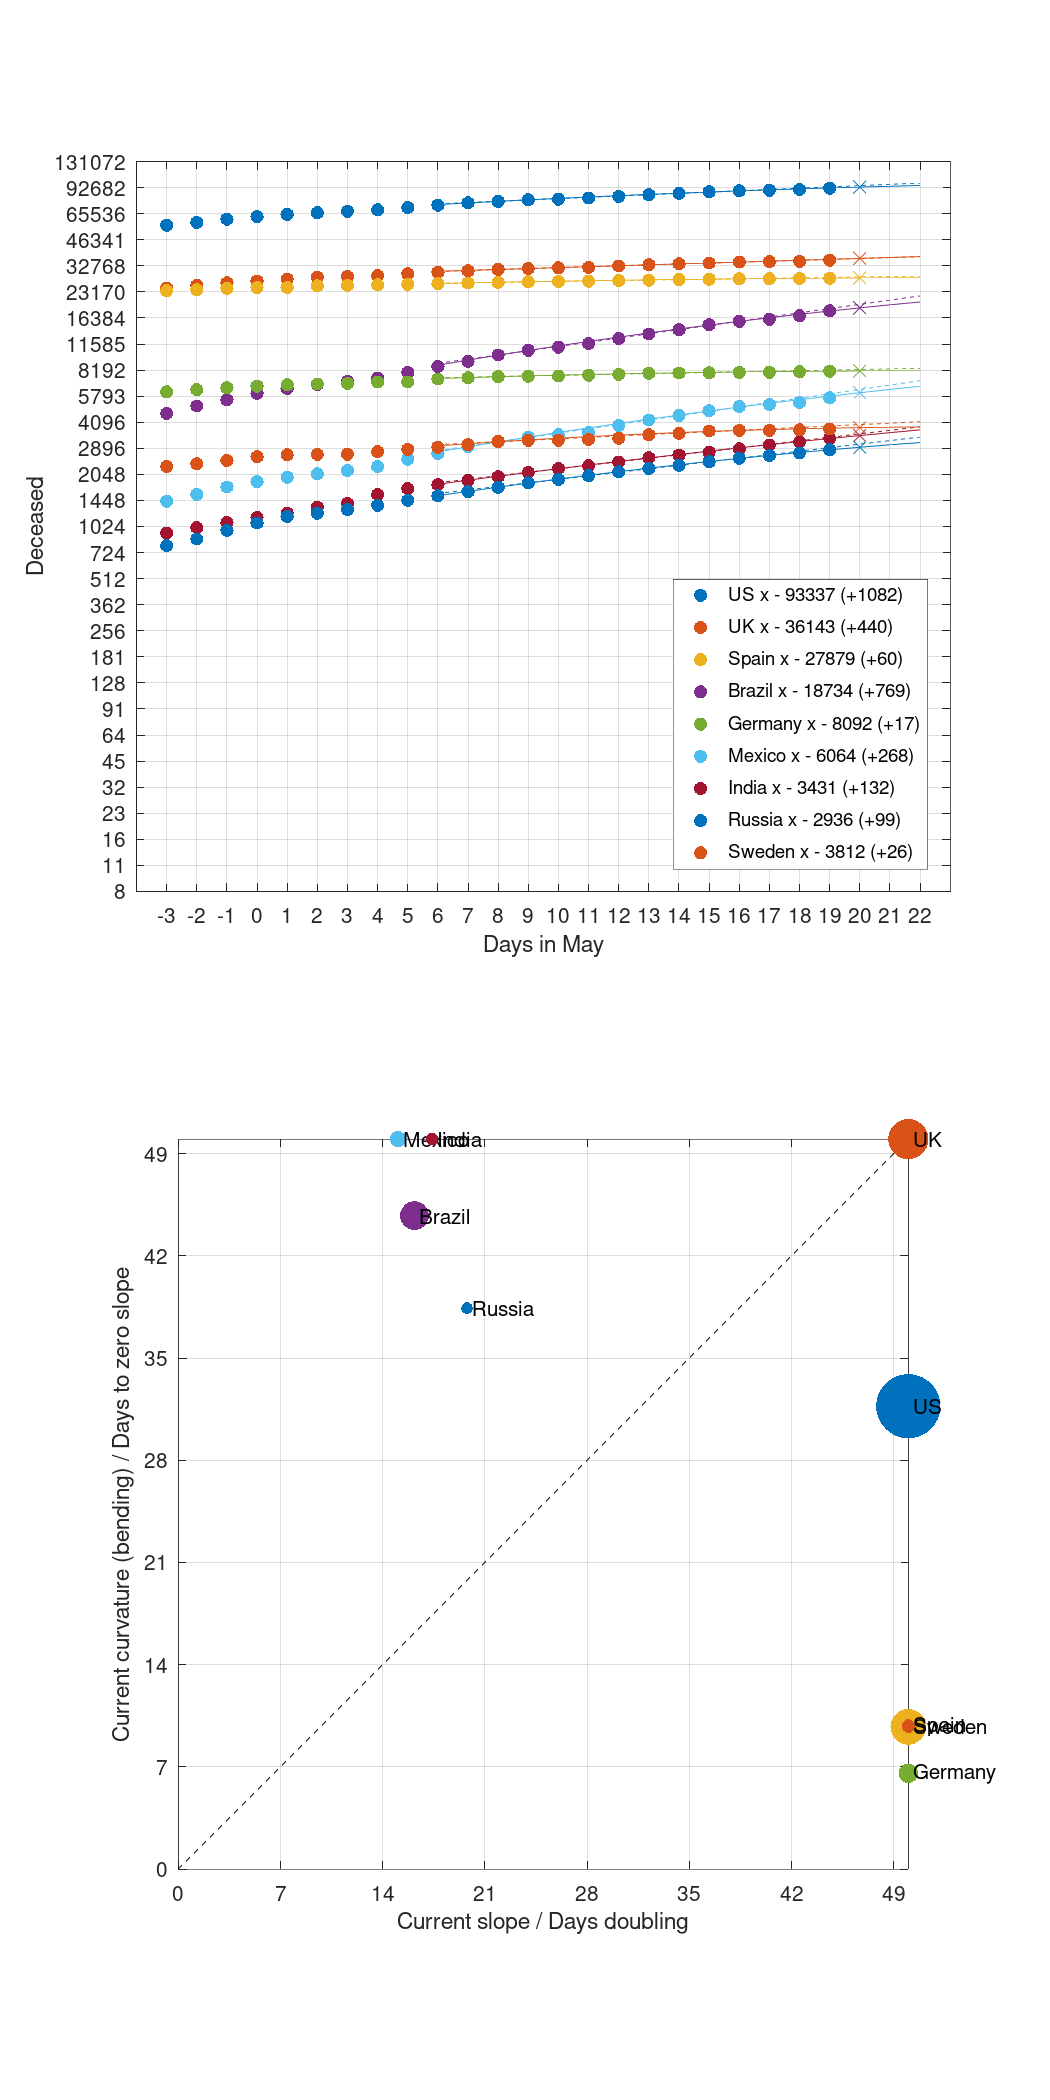 131072
92682
65536
46341
32768
23170
16384
11585
8192
5793
4096
2896
2048
1448
1024
724
512
362
256
181
128
91
64
45
32
23
16
11
8
Deceased
US x - 93337 (+1082)
UK x - 36143 (+440)
Spain x - 27879 (+60)
Brazil x - 18734 (+769)
Germany x - 8092 (+17)
Mexico x - 6064 (+268)
India x - 3431 (+132)
Russia x - 2936 (+99)
Sweden x - 3812 (+26)
-3 -2 -1 0 1 2 3 4 5 6 7 8 9 10 11 12 13 14 15 16 17 18 19 20 21 22
Days in May
Mexico
India
UK
49
Brazil
42
Russia
35
US
28
21
14
Spain
Sweden
7
Germany
0
Current curvature (bending) / Days to zero slope
0 7 14 21 28 35 42 49
Current slope / Days doubling